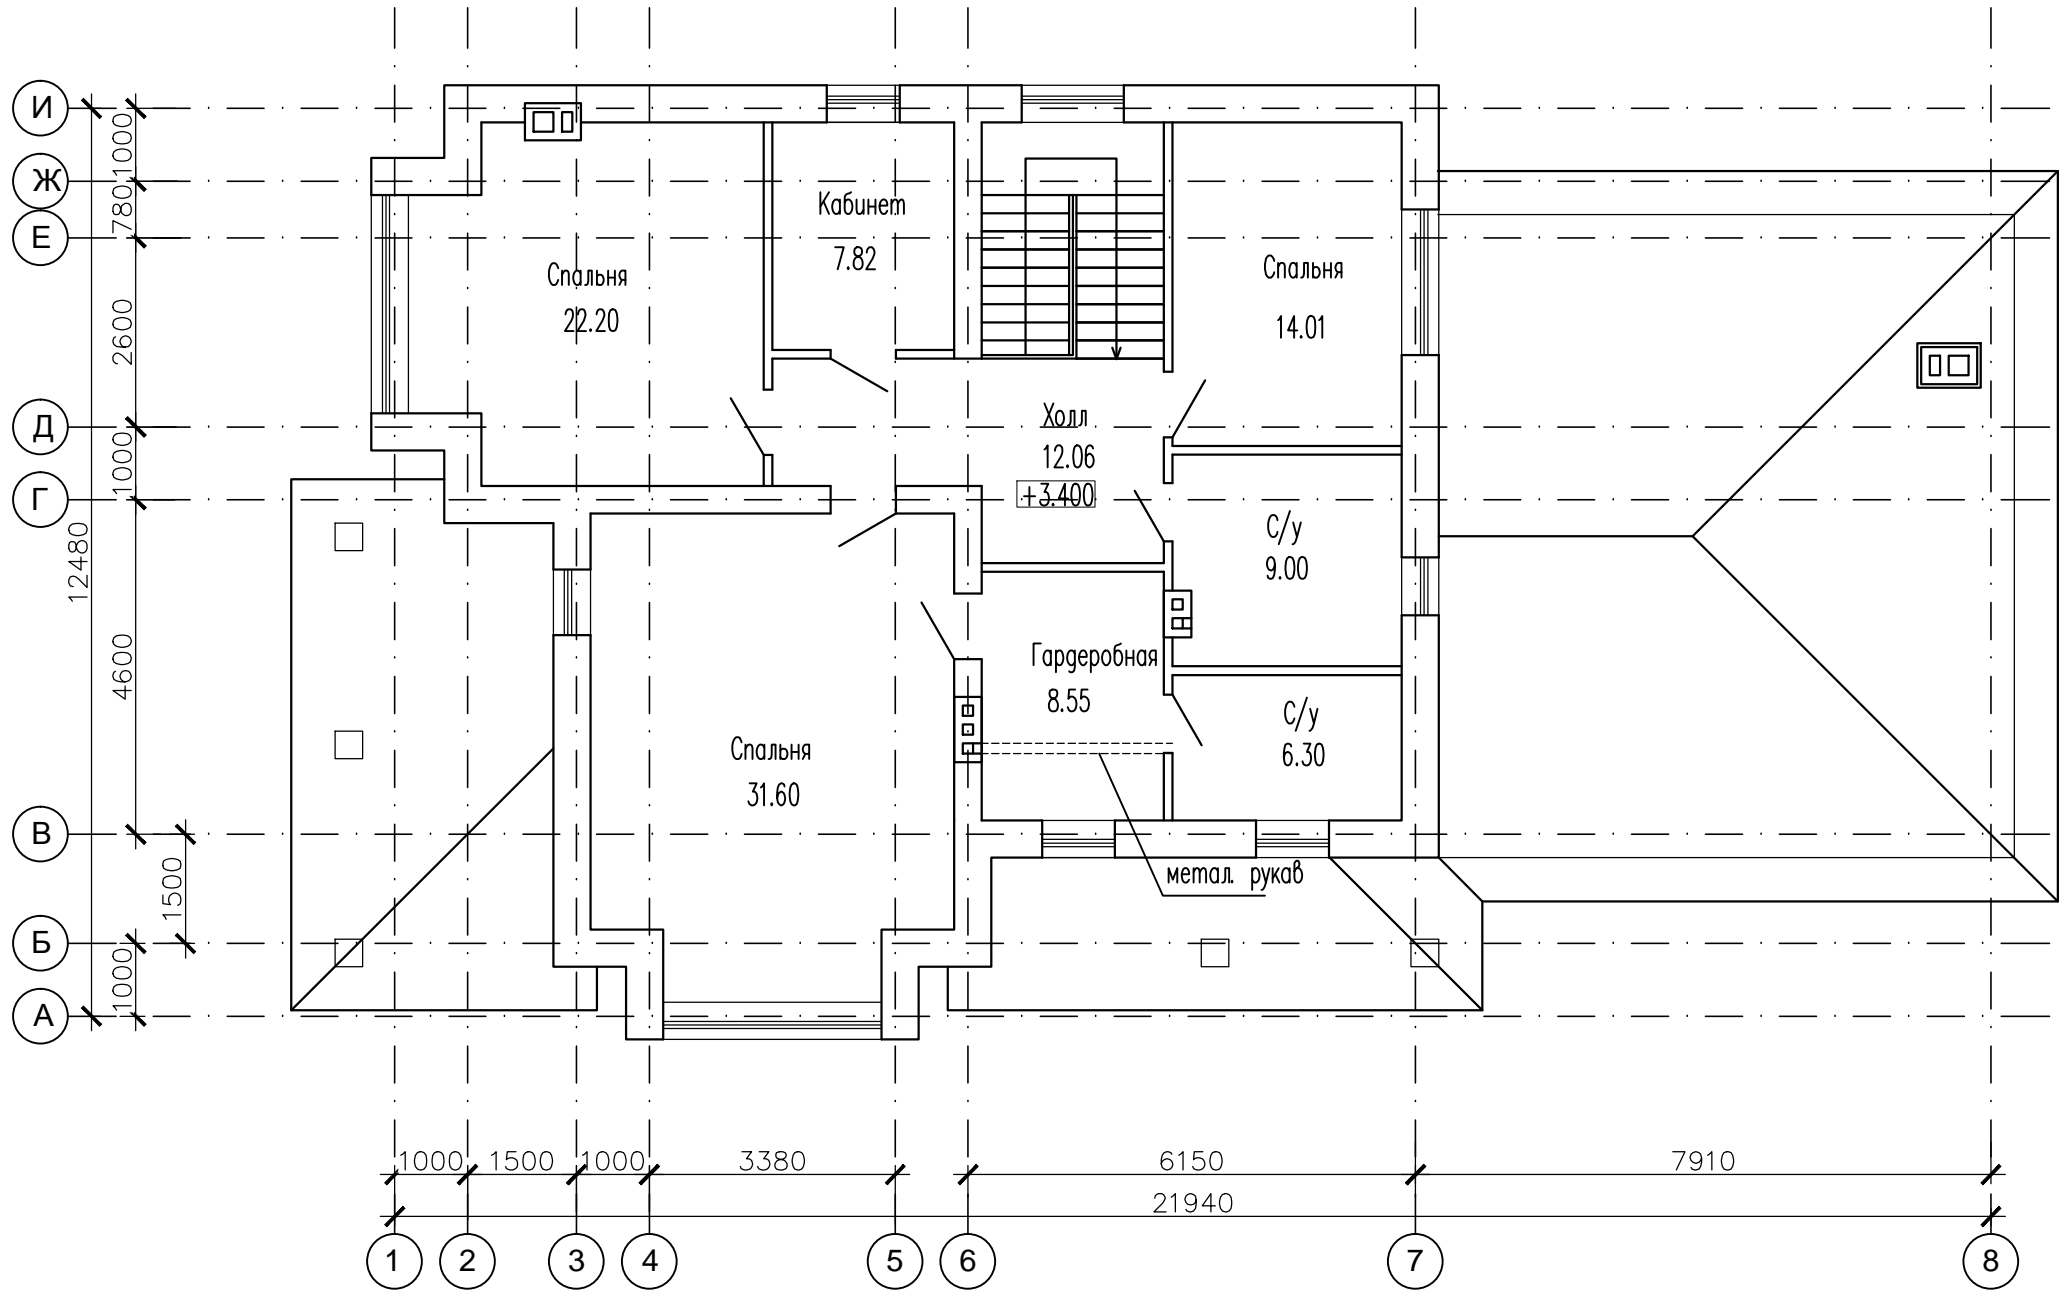 И
Ж
Е
Д
Г
В
Б
А
1000
780
2600
1000
4600
1500
1000
12480
Кабинет
7.82
Спальня
22.20
Спальня
14.01
Холл
12.06
+3.400
С/у
9.00
Гардеробная
8.55
С/у
6.30
Спальня
31.60
метал. рукав
1000
1500
1000
3380
6150
7910
21940
1
2
3
4
5
6
7
8